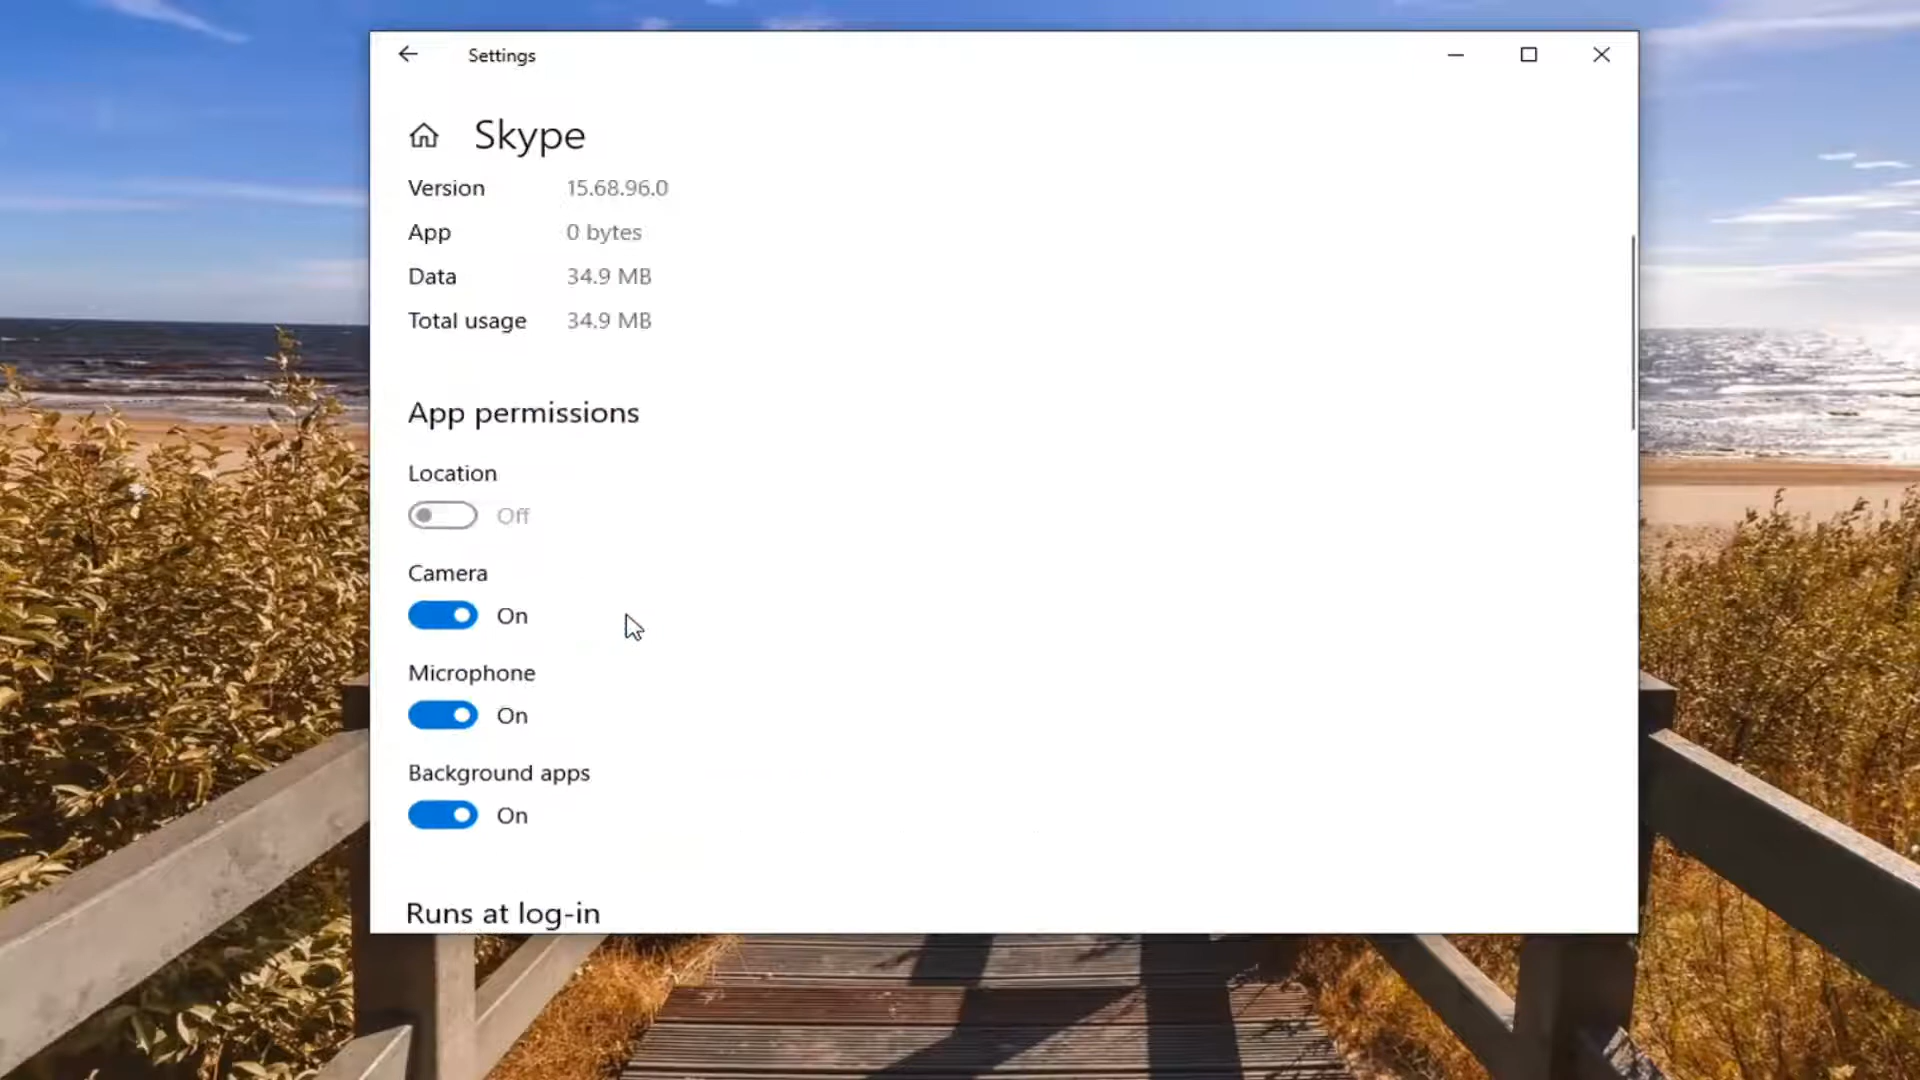 Settings
Skype
Version 15.68.96.0
App 0 bytes
Data 34.9 MB
Total usage 34.9 MB
App permissions
Location
Off
Camera
On
Microphone
On
Background apps
On
Runs at log-in